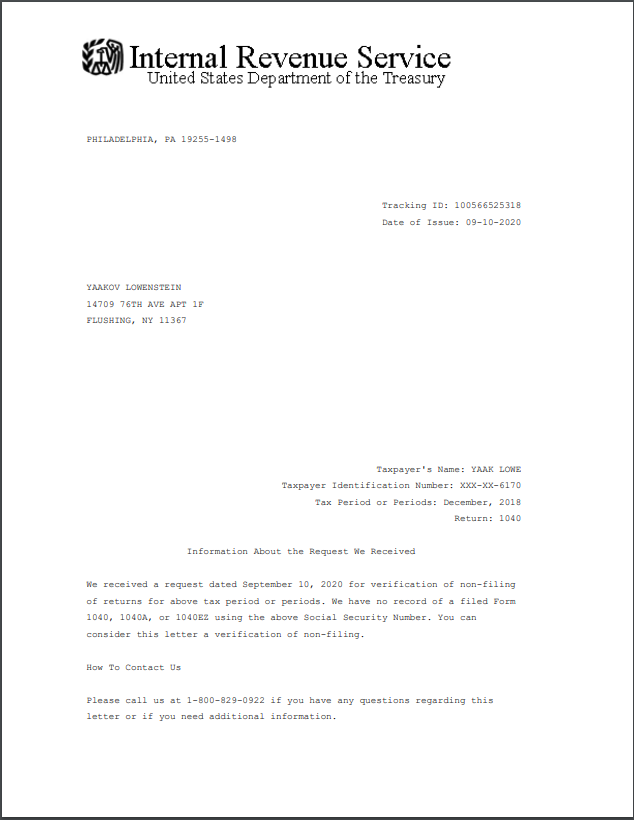 Internal Revenue Service
United States Department of the Treasury
PHILADELPHIA, PA 19255-1498
Tracking ID: 100566525318
Date of Issue: 09-10-2020
YAAKOV LOWENSTEIN
14709 76TH AVE APT 1F
FLUSHING, NY 11367
Taxpayer's Name: YAAK LOWE
Taxpayer Identification Number: XXX-XX-6170
Tax Period or Periods: December, 2018
Return: 1040
Information About the Request We Received
We received a request dated September 10, 2020 for verification of non-filing
of returns for above tax period or periods. We have no record of a filed Form
1040, 1040A, or 1040EZ using the above Social Security Number. You can
consider this letter a verification of non-filing.
How To Contact Us
Please call us at 1-800-829-0922 if you have any questions regarding this
letter or if you need additional information.